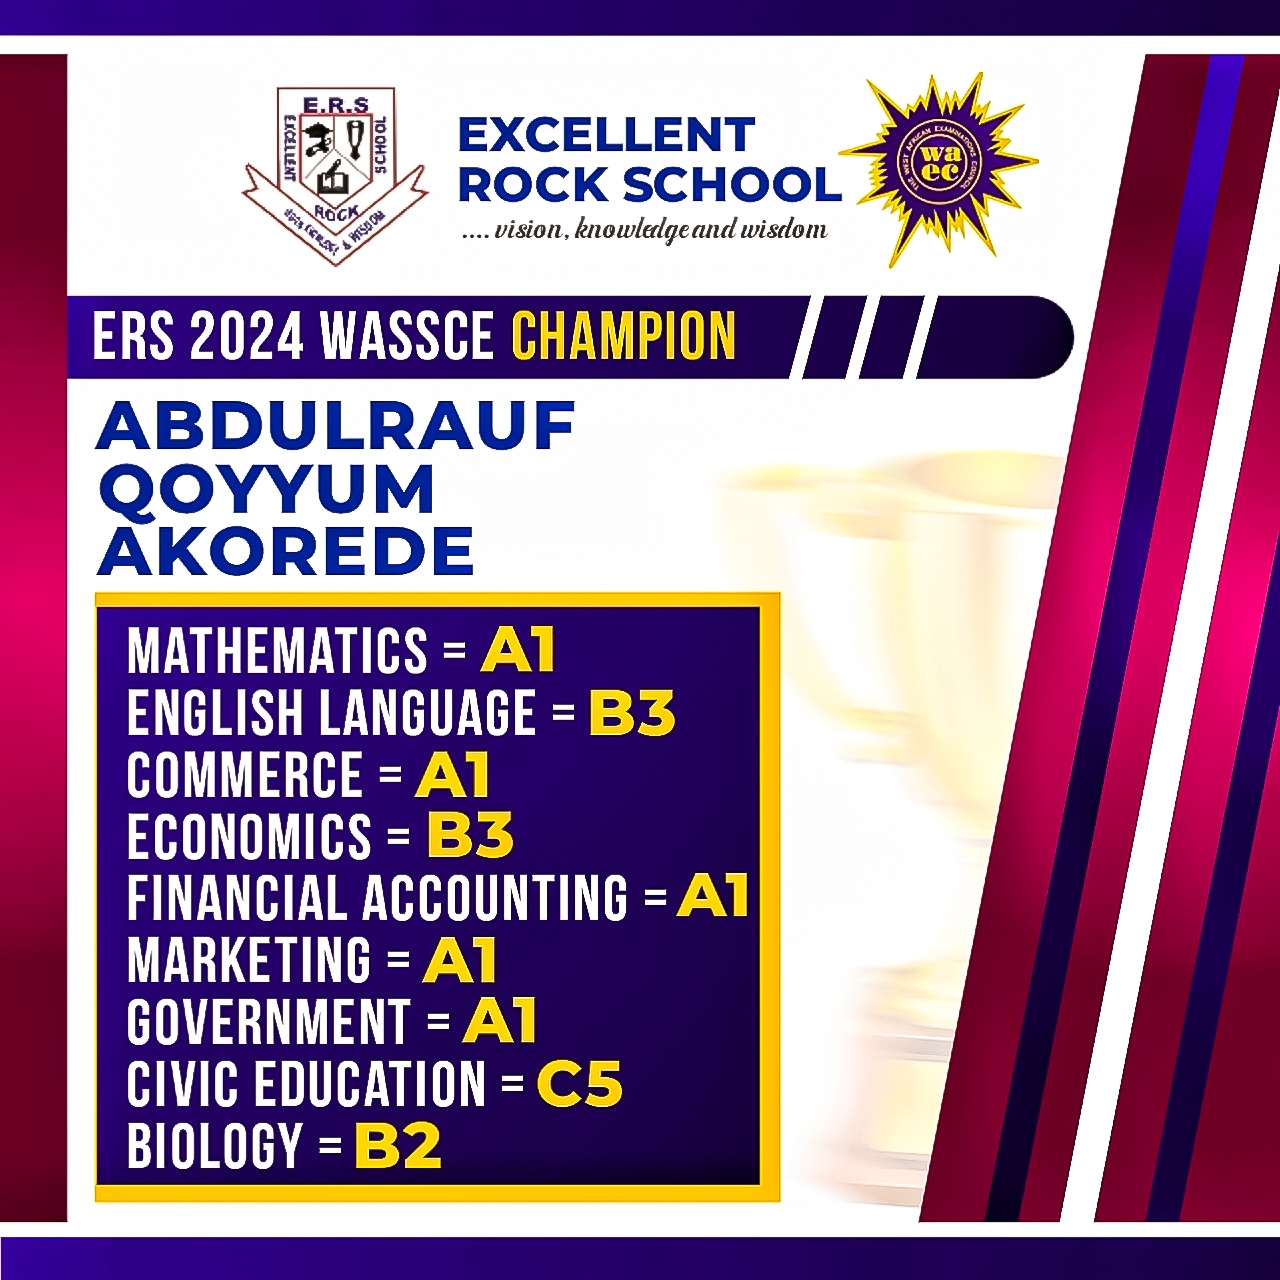 E.R.S
EXCELLENT
SCHOOL
ROCK
EXCELLENT
ROCK SCHOOL
.... vision, knowledge and wisdom
THE WEST AFRICAN EXAMINATIONS COUNCIL
wa
ec
ERS 2024 WASSCE CHAMPION
ABDULRAUF
QOYYUM
AKOREDE
MATHEMATICS = A1
ENGLISH LANGUAGE = B3
COMMERCE = A1
ECONOMICS = B3
FINANCIAL ACCOUNTING = A1
MARKETING = A1
GOVERNMENT = A1
CIVIC EDUCATION = C5
BIOLOGY = B2